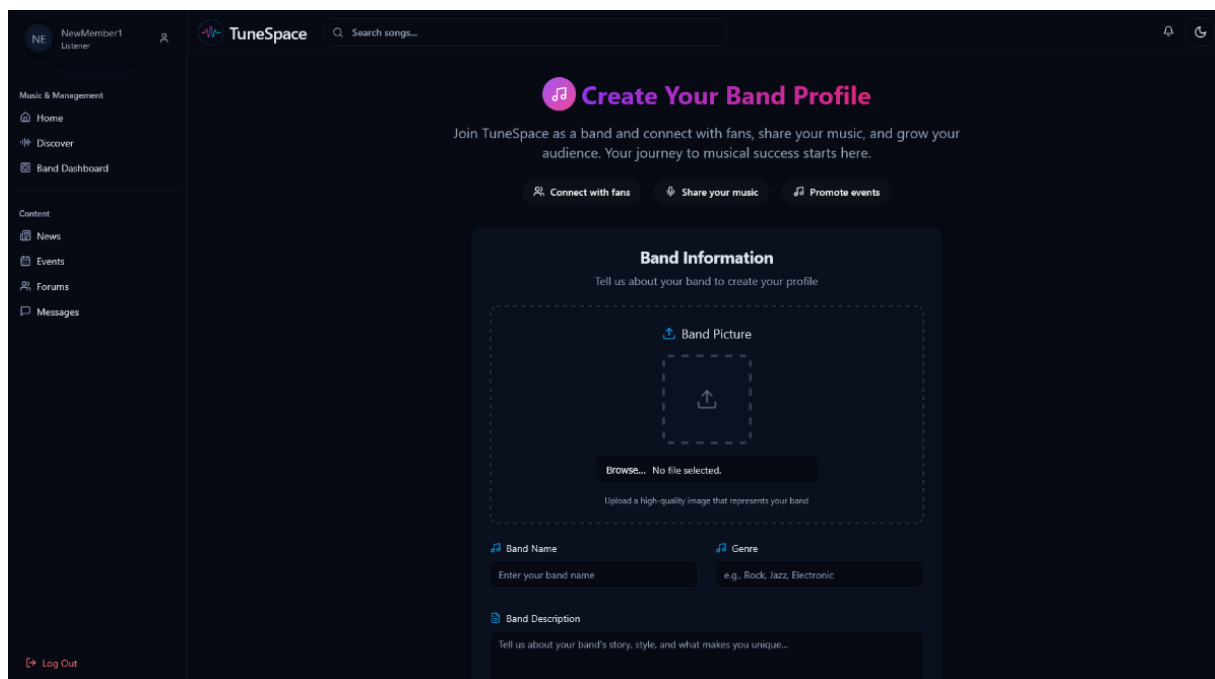 NE
NewMember1
Listener
Music & Management
Home
Discover
Band Dashboard
Content
News
Events
Forums
Messages
Log Out
TuneSpace
Search songs...
Create Your Band Profile
Join TuneSpace as a band and connect with fans, share your music, and grow your
audience. Your journey to musical success starts here.
Connect with fans
Share your music
Promote events
Band Information
Tell us about your band to create your profile
Band Picture
Browse... No file selected.
Upload a high-quality image that represents your band
Band Name
Enter your band name
Genre
e.g., Rock, Jazz, Electronic
Band Description
Tell us about your band's story, style, and what makes you unique...